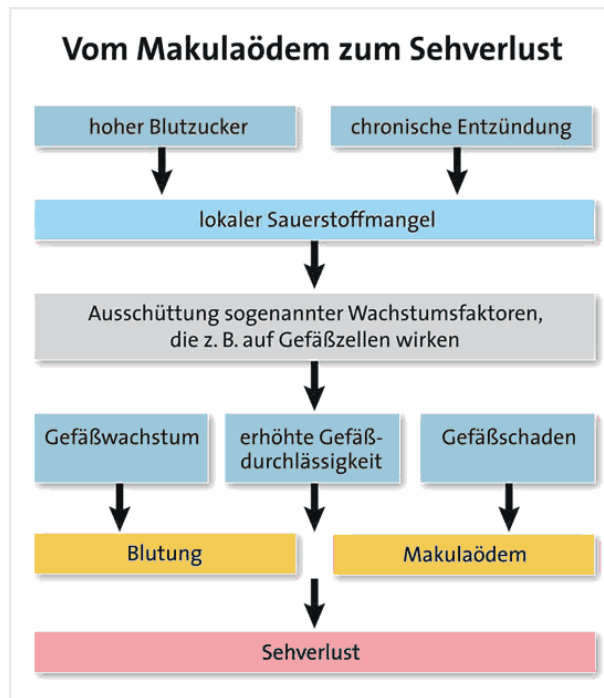 Vom Makulaödem zum Sehverlust
hoher Blutzucker
chronische Entzündung
lokaler Sauerstoffmangel
Ausschüttung sogenannter Wachstumsfaktoren,
die z. B. auf Gefäßzellen wirken
Gefäßwachstum
erhöhte Gefäß-
durchlässigkeit
Gefäßschaden
Blutung
Makulaödem
Sehverlust